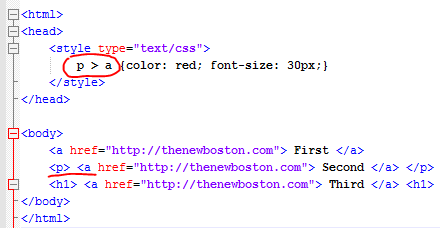 <html>
<head>
<style type="text/css">
p > a {color: red; font-size: 30px;}
</style>
</head>
<body>
<a href="http://thenewboston.com"> First </a>
<p> <a href="http://thenewboston.com"> Second </a> </p>
<h1> <a href="http://thenewboston.com"> Third </a> <h1>
</body>
</html>